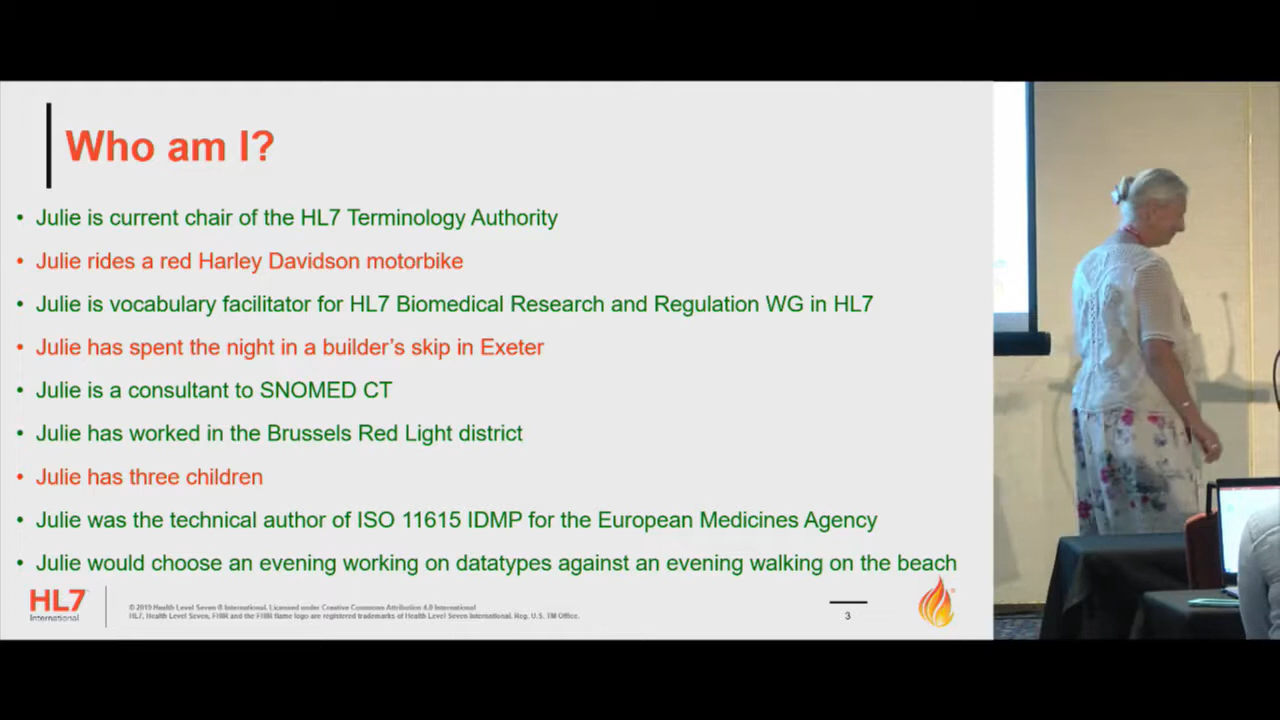 Who am I?
• Julie is current chair of the HL7 Terminology Authority
• Julie rides a red Harley Davidson motorbike
• Julie is vocabulary facilitator for HL7 Biomedical Research and Regulation WG in HL7
• Julie has spent the night in a builder's skip in Exeter
• Julie is a consultant to SNOMED CT
• Julie has worked in the Brussels Red Light district
• Julie has three children
• Julie was the technical author of ISO 11615 IDMP for the European Medicines Agency
• Julie would choose an evening working on datatypes against an evening walking on the beach
HL7
International
© 2019 Health Level Seven ® International. Licensed under Creative Commons Attribution 4.0 International
HL7, Health Level Seven, FHIR and the FHIR flame logo are registered trademarks of Health Level Seven International. Reg. U.S. TM Office.
3
®